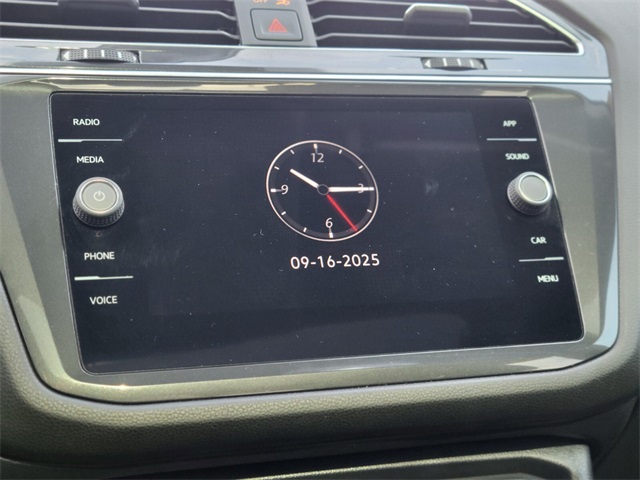 RADIO
MEDIA
PHONE
VOICE
12
9
3
6
09-16-2025
APP
SOUND
CAR
MENU